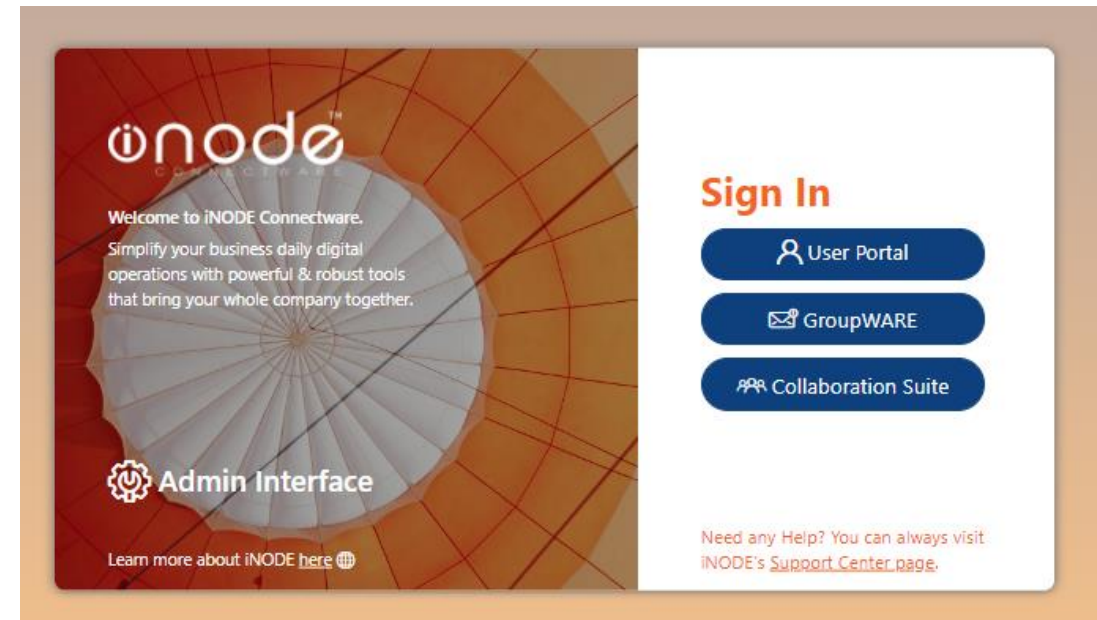 inode™
CONNECTWARE
Welcome to iNODE Connectware.
Simplify your business daily digital
operations with powerful & robust tools
that bring your whole company together.
Admin Interface
Learn more about iNODE here
Sign In
User Portal
GroupWARE
Collaboration Suite
Need any Help? You can always visit
iNODE's Support Center page.